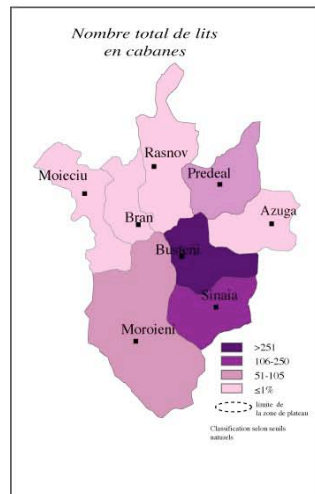 Nombre total de lits
en cabanes
Rasnov
Moieciu
Predeal
Bran
Azuga
Busteni
Sinaia
Moroieni
>251
106-250
51-105
≤1%
limite de
la zone de plateau
Classification selon seuils
naturels